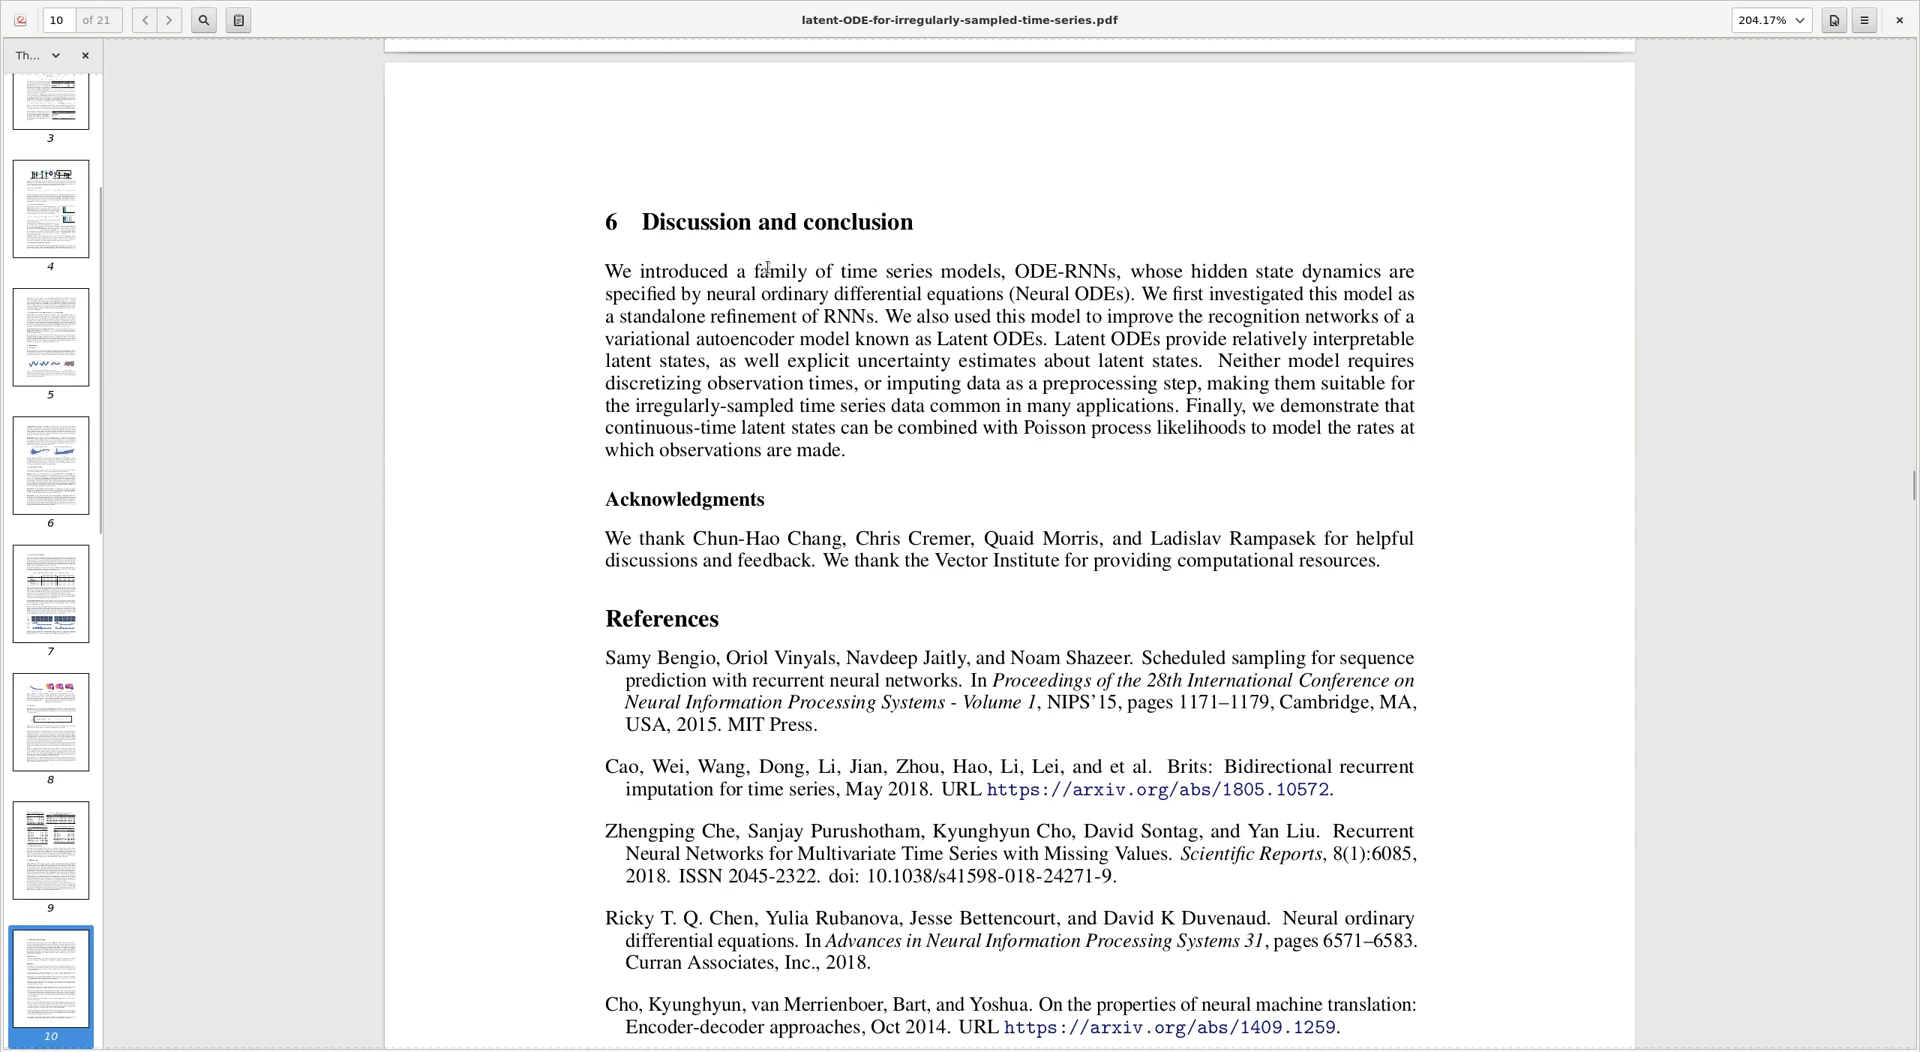 10 of 21
latent-ODE-for-irregularly-sampled-time-series.pdf
204.17%
Th...
3
4
5
6
7
8
9
10
6 Discussion and conclusion
We introduced a family of time series models, ODE-RNNs, whose hidden state dynamics are
specified by neural ordinary differential equations (Neural ODEs). We first investigated this model as
a standalone refinement of RNNs. We also used this model to improve the recognition networks of a
variational autoencoder model known as Latent ODEs. Latent ODEs provide relatively interpretable
latent states, as well explicit uncertainty estimates about latent states. Neither model requires
discretizing observation times, or imputing data as a preprocessing step, making them suitable for
the irregularly-sampled time series data common in many applications. Finally, we demonstrate that
continuous-time latent states can be combined with Poisson process likelihoods to model the rates at
which observations are made.
Acknowledgments
We thank Chun-Hao Chang, Chris Cremer, Quaid Morris, and Ladislav Rampasek for helpful
discussions and feedback. We thank the Vector Institute for providing computational resources.
References
Samy Bengio, Oriol Vinyals, Navdeep Jaitly, and Noam Shazeer. Scheduled sampling for sequence
prediction with recurrent neural networks. In Proceedings of the 28th International Conference on
Neural Information Processing Systems - Volume 1, NIPS'15, pages 1171–1179, Cambridge, MA,
USA, 2015. MIT Press.
Cao, Wei, Wang, Dong, Li, Jian, Zhou, Hao, Li, Lei, and et al. Brits: Bidirectional recurrent
imputation for time series, May 2018. URL https://arxiv.org/abs/1805.10572.
Zhengping Che, Sanjay Purushotham, Kyunghyun Cho, David Sontag, and Yan Liu. Recurrent
Neural Networks for Multivariate Time Series with Missing Values. Scientific Reports, 8(1):6085,
2018. ISSN 2045-2322. doi: 10.1038/s41598-018-24271-9.
Ricky T. Q. Chen, Yulia Rubanova, Jesse Bettencourt, and David K Duvenaud. Neural ordinary
differential equations. In Advances in Neural Information Processing Systems 31, pages 6571–6583.
Curran Associates, Inc., 2018.
Cho, Kyunghyun, van Merrienboer, Bart, and Yoshua. On the properties of neural machine translation:
Encoder-decoder approaches, Oct 2014. URL https://arxiv.org/abs/1409.1259.